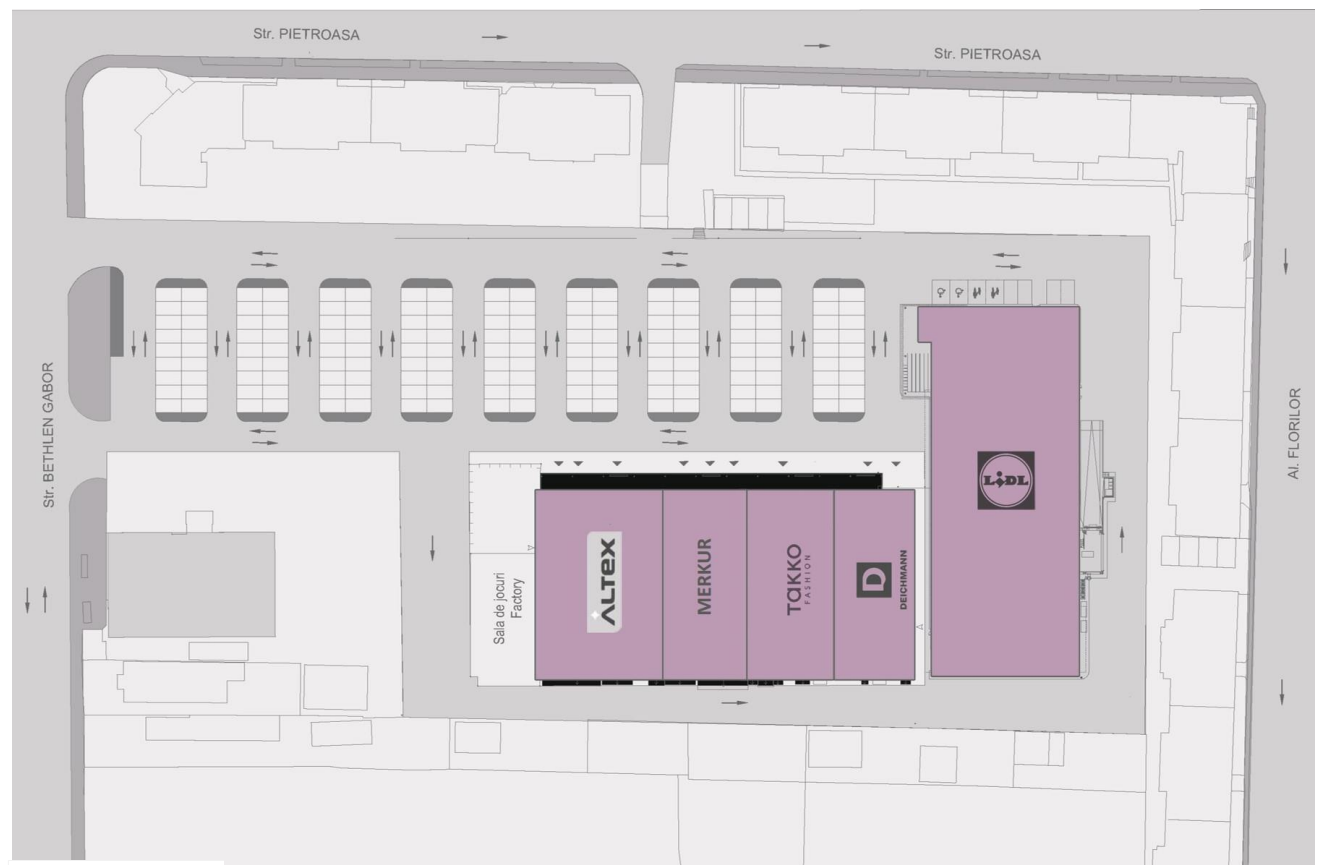 Str. PIETROASA
Str. PIETROASA
Str. BETHLEN GABOR
Al. FLORILOR
LiDL
Sala de jocuri
Factory
ALTEX
MERKUR
TAKKO
FASHION
D
DEICHMANN